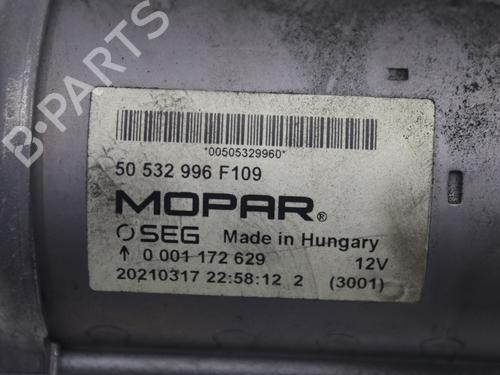 B-PARTS
*00505329960*
50 532 996 F109
MOPAR®
SEG Made in Hungary
↑ 0 001 172 629 12V
20210317 22:58:12 2 (3001)